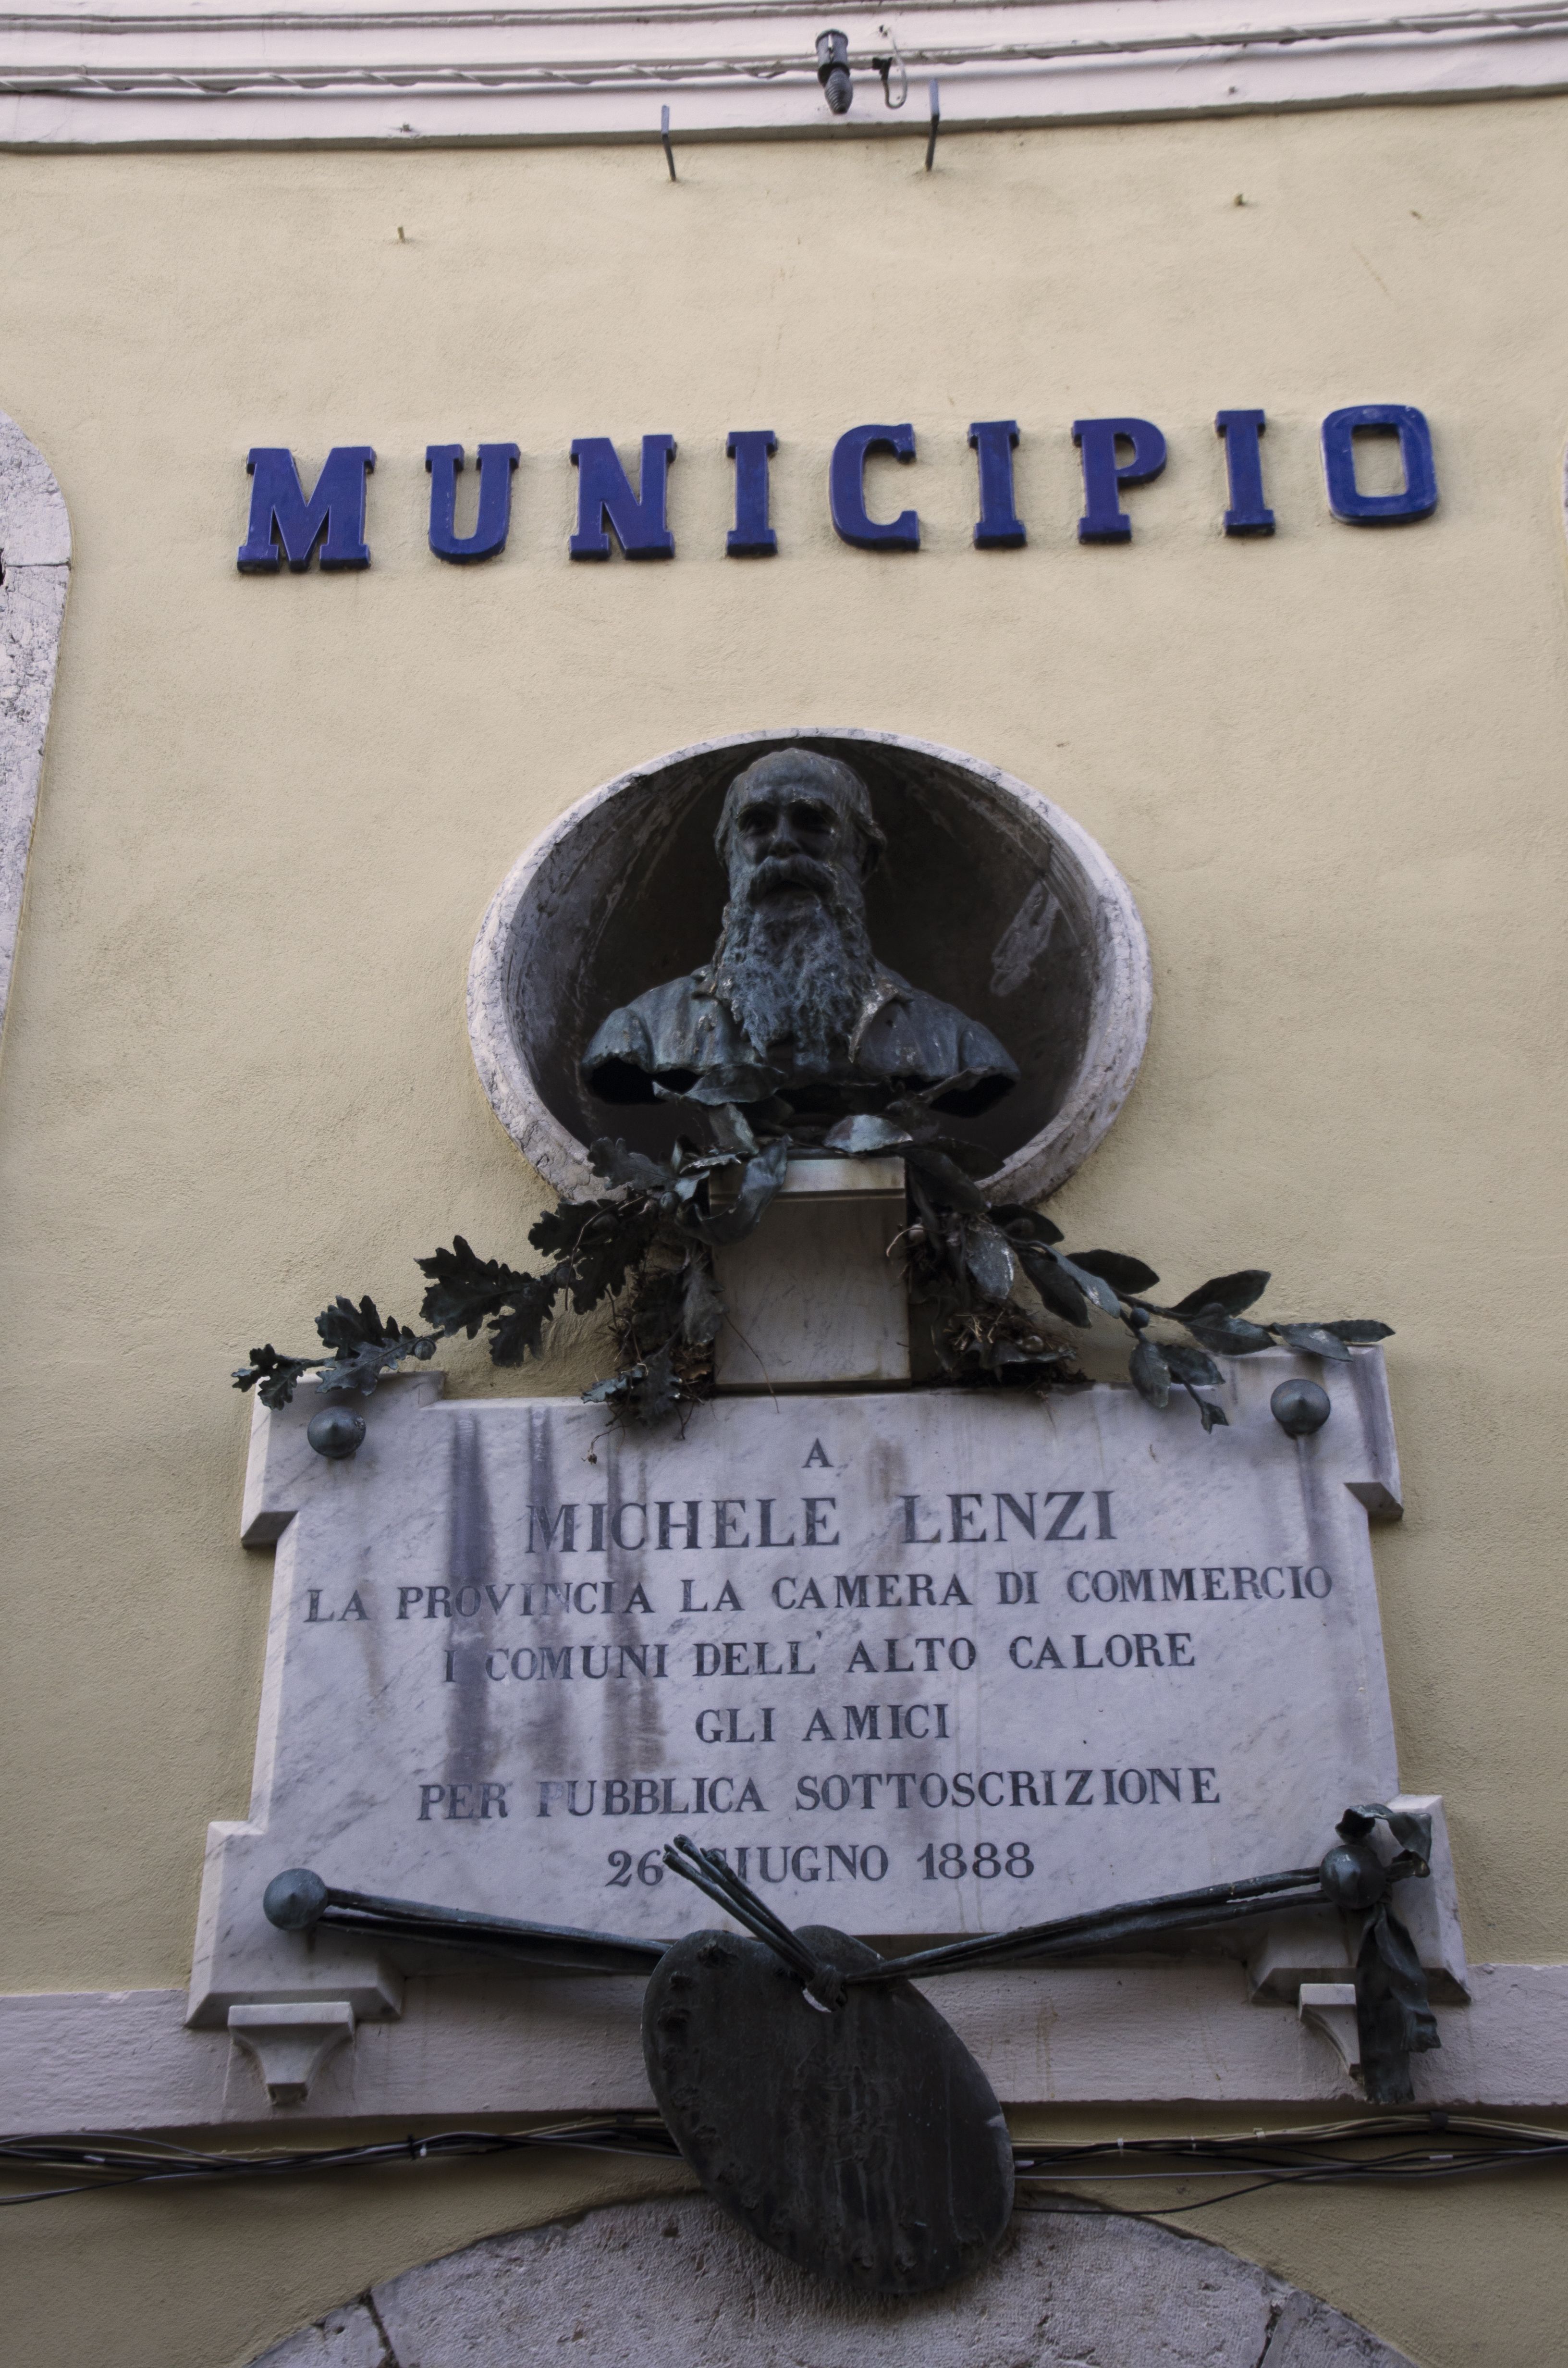 MUNICIPIO
A
MICHELE LENZI
LA PROVINCIA LA CAMERA DI COMMERCIO
I COMUNI DELL' ALTO CALORE
GLI AMICI
PER PUBBLICA SOTTOSCRIZIONE
26 GIUGNO 1888